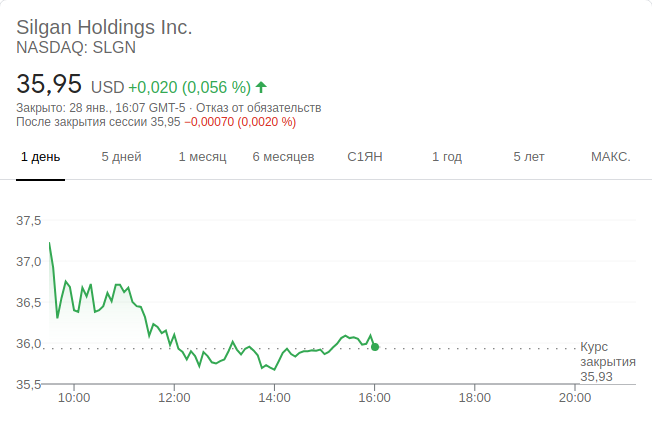 Silgan Holdings Inc.
NASDAQ: SLGN
35,95 USD +0,020 (0,056 %)
Закрыто: 28 янв., 16:07 GMT-5 · Отказ от обязательств
После закрытия сессии 35,95 −0,00070 (0,0020 %)
1 день 5 дней 1 месяц 6 месяцев С1ЯН 1 год 5 лет МАКС.
37,5
37,0
36,5
36,0
Курс
закрытия
35,93
35,5
10:00 12:00 14:00 16:00 18:00 20:00